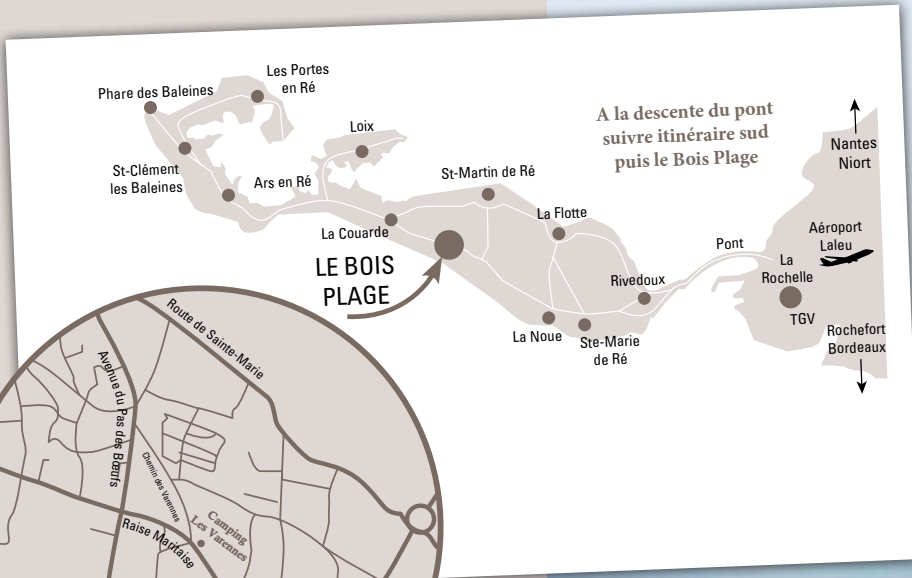 Les Portes
en Ré
Phare des Baleines
Loix
A la descente du pont
suivre itinéraire sud
puis le Bois Plage
Nantes
Niort
St-Clément
les Baleines
Ars en Ré
St-Martin de Ré
La Flotte
Aéroport
Laleu
La Couarde
Pont
La
Rochelle
LE BOIS
PLAGE
Rivedoux
TGV
La Noue
Ste-Marie
de Ré
Rochefort
Bordeaux
Route de Sainte-Marie
Avenue du Pas des Bœufs
Chemin des Varennes
Camping
Les Varennes
Raise Maritaise